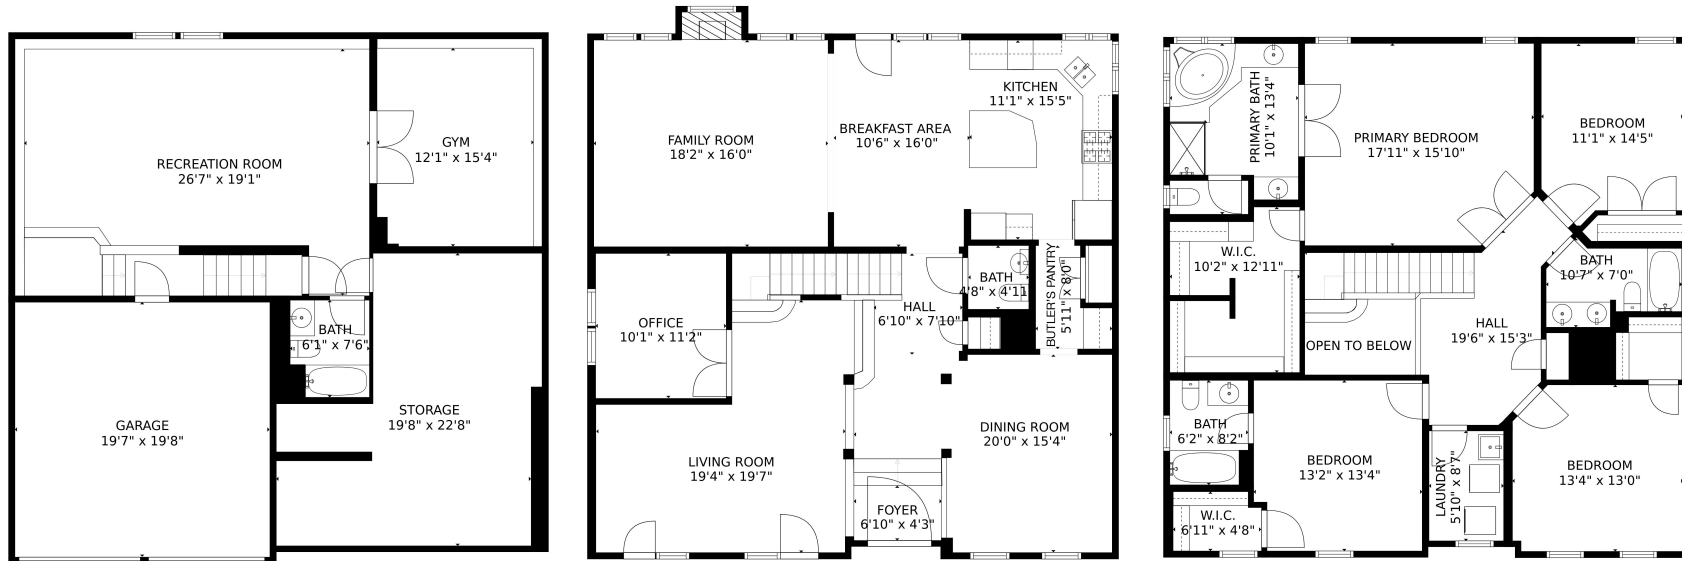 RECREATION ROOM
26'7" x 19'1"
GYM
12'1" x 15'4"
BATH
6'1" x 7'6"
GARAGE
19'7" x 19'8"
STORAGE
19'8" x 22'8"
FAMILY ROOM
18'2" x 16'0"
BREAKFAST AREA
10'6" x 16'0"
KITCHEN
11'1" x 15'5"
OFFICE
10'1" x 11'2"
HALL
6'10" x 7'10"
BATH
4'8" x 4'11
BUTLER'S PANTRY
5'11" x 8'0"
LIVING ROOM
19'4" x 19'7"
DINING ROOM
20'0" x 15'4"
FOYER
6'10" x 4'3"
PRIMARY BATH
10'1" x 13'4"
PRIMARY BEDROOM
17'11" x 15'10"
BEDROOM
11'1" x 14'5"
W.I.C.
10'2" x 12'11"
BATH
10'7" x 7'0"
OPEN TO BELOW
HALL
19'6" x 15'3"
BATH
6'2" x 8'2"
BEDROOM
13'2" x 13'4"
LAUNDRY
5'10" x 8'7"
BEDROOM
13'4" x 13'0"
W.I.C.
6'11" x 4'8"